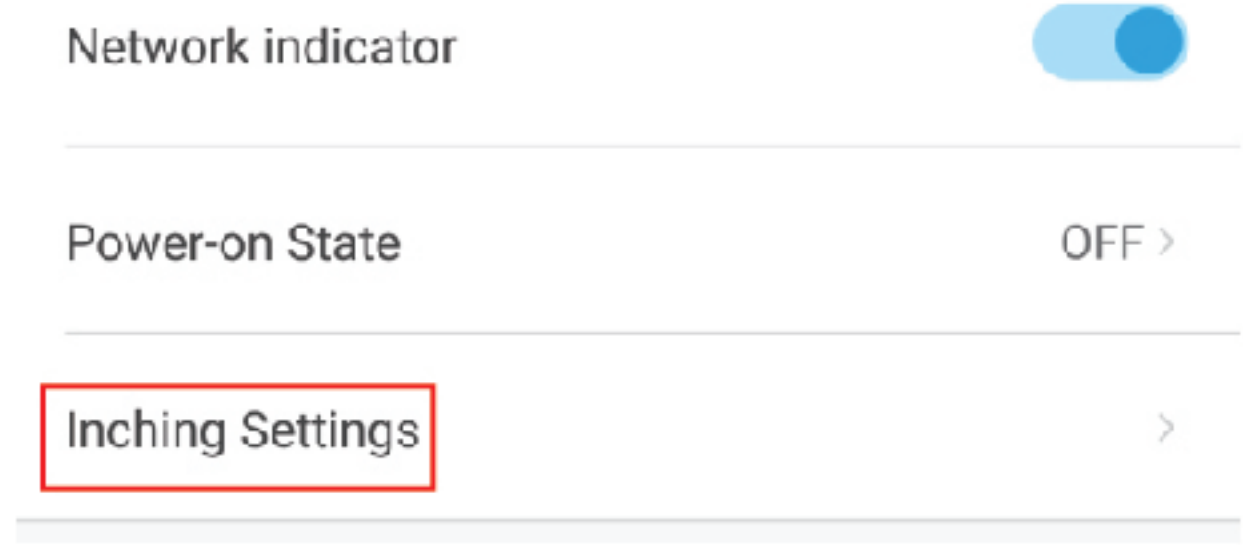 Network indicator
Power-on State OFF >
Inching Settings >